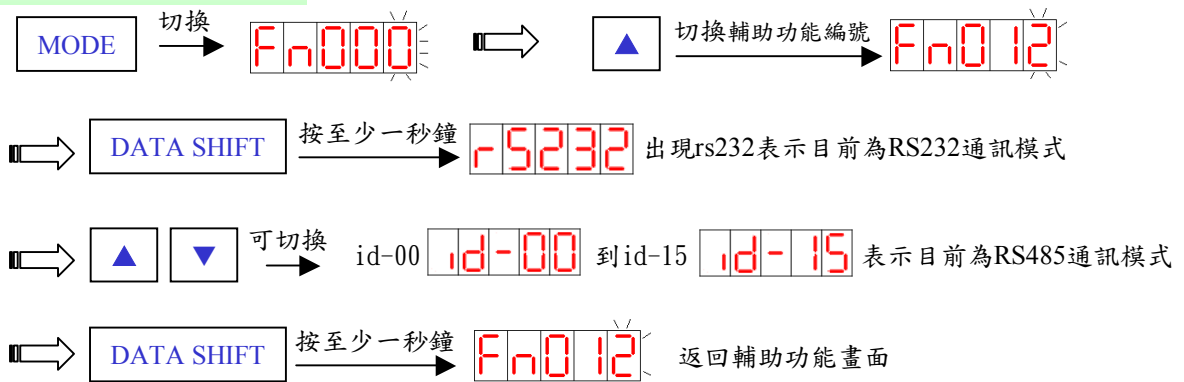 MODE 切換 Fn000 ▲ 切換輔助功能編號 Fn012
DATA SHIFT 按至少一秒鐘 rS232 出現rs232表示目前為RS232通訊模式
▲ ▼ 可切換 id-00 id-00 到id-15 id-15 表示目前為RS485通訊模式
DATA SHIFT 按至少一秒鐘 Fn012 返回輔助功能畫面